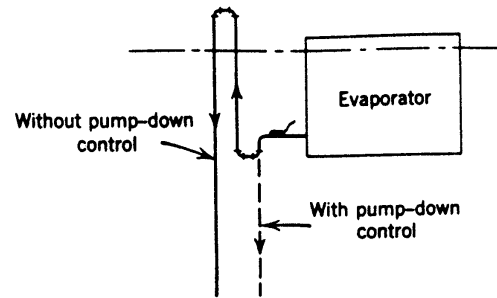 Evaporator
Without pump-down
control
With pump-down
control